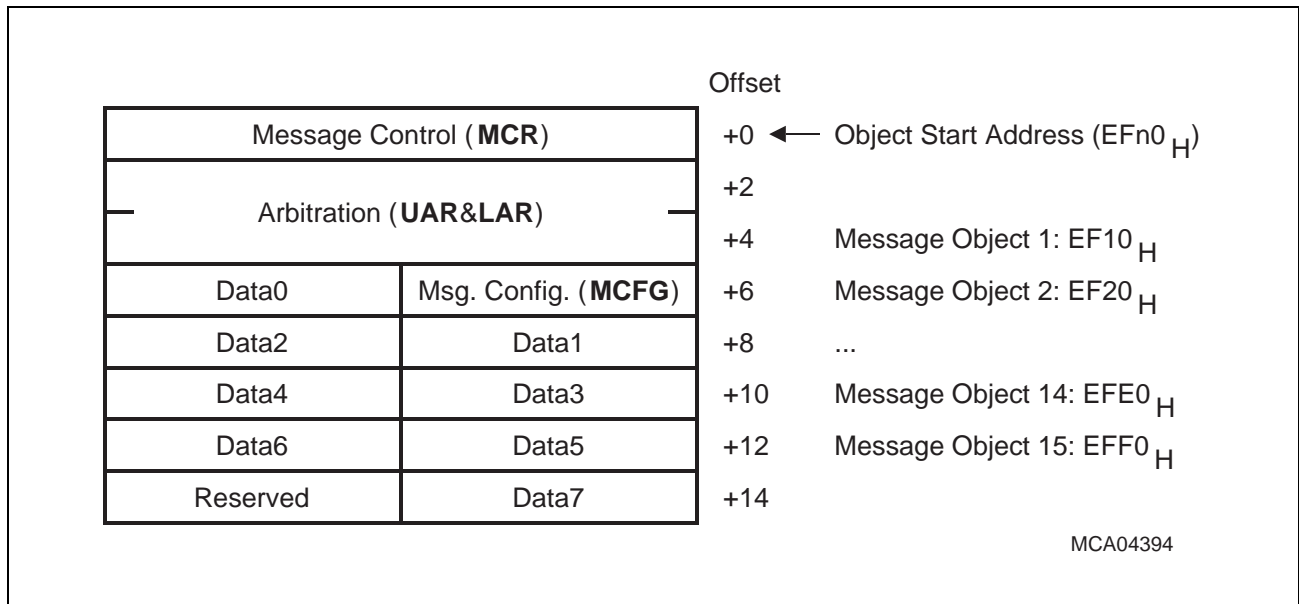 Offset
Message Control (MCR) +0 Object Start Address (EFn0H)
+2
Arbitration (UAR&LAR)
+4 Message Object 1: EF10H
Data0 Msg. Config. (MCFG) +6 Message Object 2: EF20H
Data2 Data1 +8 ...
Data4 Data3 +10 Message Object 14: EFE0H
Data6 Data5 +12 Message Object 15: EFF0H
Reserved Data7 +14
MCA04394